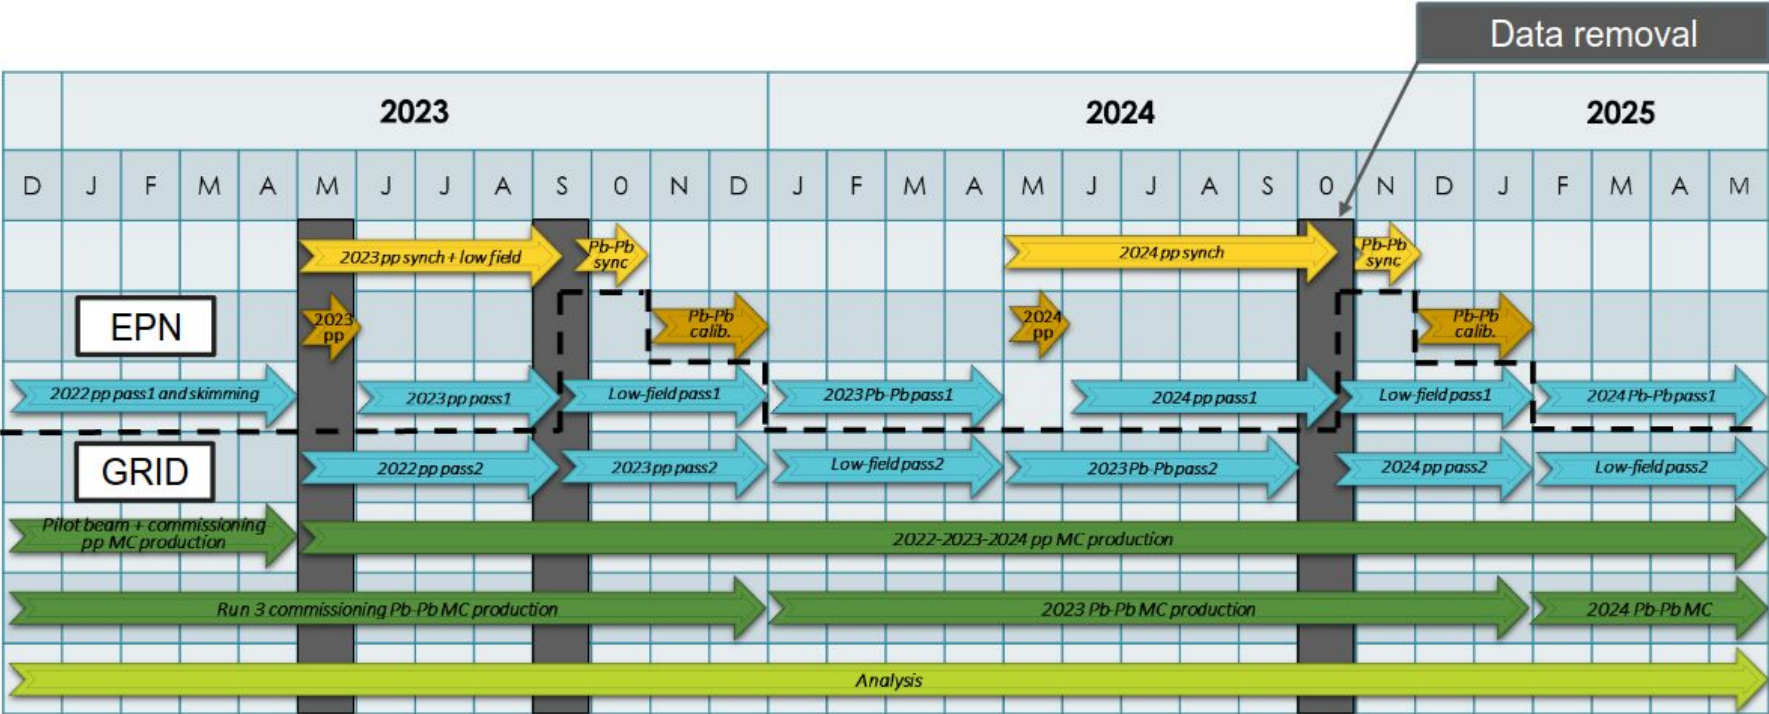 Data removal
2023 2024 2025
D J F M A M J J A S 0 N D J F M A M J J A S 0 N D J F M A M
2023 pp synch + low field
Pb-Pb
sync
2024 pp synch
Pb-Pb
sync
EPN
2023
pp
Pb-Pb
calib.
2024
pp
Pb-Pb
calib.
2022 pp pass1 and skimming
2023 pp pass1
Low-field pass1
2023 Pb-Pb pass1
2024 pp pass1
Low-field pass1
2024 Pb-Pb pass1
GRID
2022 pp pass2
2023 pp pass2
Low-field pass2
2023 Pb-Pb pass2
2024 pp pass2
Low-field pass2
Pilot beam + commissioning
pp MC production
2022-2023-2024 pp MC production
Run 3 commissioning Pb-Pb MC production
2023 Pb-Pb MC production
2024 Pb-Pb MC
Analysis